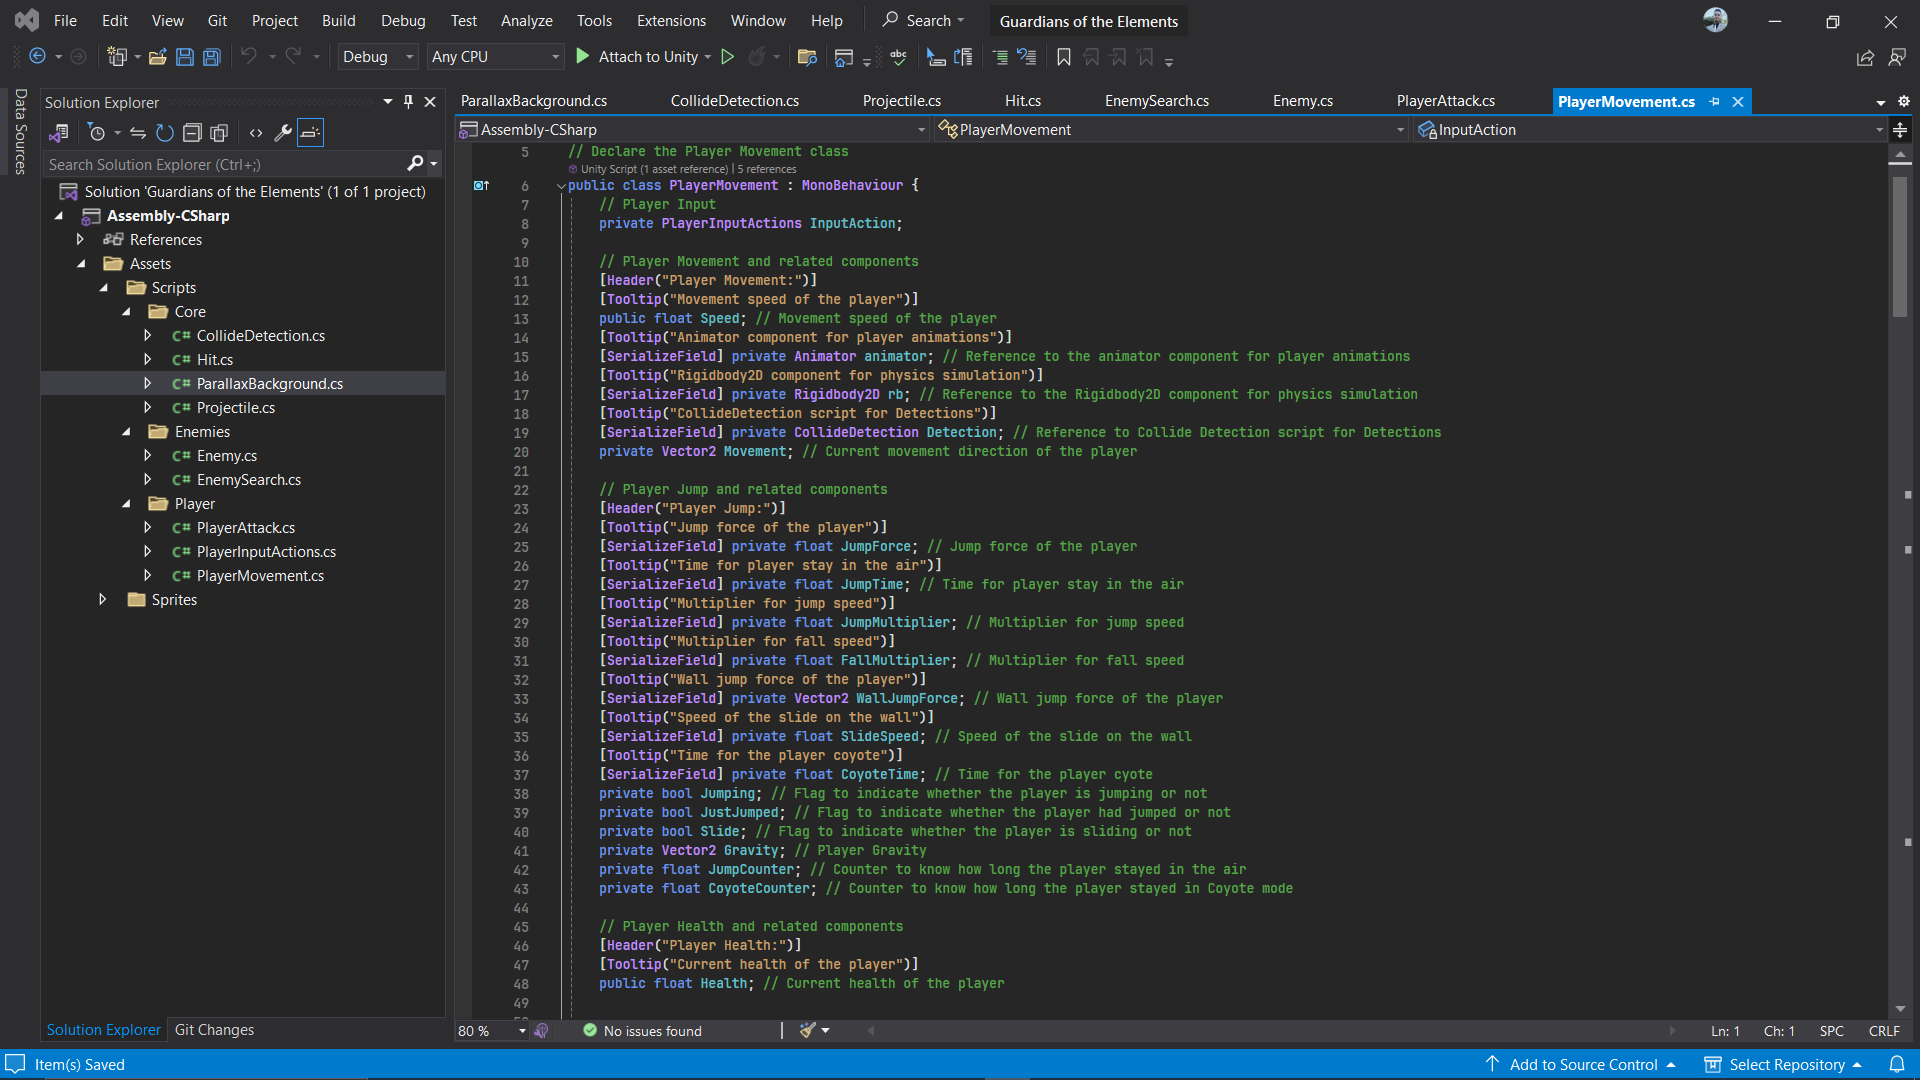 File Edit View Git Project Build Debug Test Analyze Tools Extensions Window Help Search Guardians of the Elements
Debug Any CPU Attach to Unity
Data Sources
Solution Explorer
Search Solution Explorer (Ctrl+;)
Solution 'Guardians of the Elements' (1 of 1 project)
Assembly-CSharp
References
Assets
Scripts
Core
C# CollideDetection.cs
C# Hit.cs
C# ParallaxBackground.cs
C# Projectile.cs
Enemies
C# Enemy.cs
C# EnemySearch.cs
Player
C# PlayerAttack.cs
C# PlayerInputActions.cs
C# PlayerMovement.cs
Sprites
Solution Explorer Git Changes
ParallaxBackground.cs CollideDetection.cs Projectile.cs Hit.cs EnemySearch.cs Enemy.cs PlayerAttack.cs PlayerMovement.cs
Assembly-CSharp PlayerMovement InputAction
5 // Declare the Player Movement class
Unity Script (1 asset reference) | 5 references
6 public class PlayerMovement : MonoBehaviour {
7 // Player Input
8 private PlayerInputActions InputAction;
9
10 // Player Movement and related components
11 [Header("Player Movement:")]
12 [Tooltip("Movement speed of the player")]
13 public float Speed; // Movement speed of the player
14 [Tooltip("Animator component for player animations")]
15 [SerializeField] private Animator animator; // Reference to the animator component for player animations
16 [Tooltip("Rigidbody2D component for physics simulation")]
17 [SerializeField] private Rigidbody2D rb; // Reference to the Rigidbody2D component for physics simulation
18 [Tooltip("CollideDetection script for Detections")]
19 [SerializeField] private CollideDetection Detection; // Reference to Collide Detection script for Detections
20 private Vector2 Movement; // Current movement direction of the player
21
22 // Player Jump and related components
23 [Header("Player Jump:")]
24 [Tooltip("Jump force of the player")]
25 [SerializeField] private float JumpForce; // Jump force of the player
26 [Tooltip("Time for player stay in the air")]
27 [SerializeField] private float JumpTime; // Time for player stay in the air
28 [Tooltip("Multiplier for jump speed")]
29 [SerializeField] private float JumpMultiplier; // Multiplier for jump speed
30 [Tooltip("Multiplier for fall speed")]
31 [SerializeField] private float FallMultiplier; // Multiplier for fall speed
32 [Tooltip("Wall jump force of the player")]
33 [SerializeField] private Vector2 WallJumpForce; // Wall jump force of the player
34 [Tooltip("Speed of the slide on the wall")]
35 [SerializeField] private float SlideSpeed; // Speed of the slide on the wall
36 [Tooltip("Time for the player coyote")]
37 [SerializeField] private float CoyoteTime; // Time for the player cyote
38 private bool Jumping; // Flag to indicate whether the player is jumping or not
39 private bool JustJumped; // Flag to indicate whether the player had jumped or not
40 private bool Slide; // Flag to indicate whether the player is sliding or not
41 private Vector2 Gravity; // Player Gravity
42 private float JumpCounter; // Counter to know how long the player stayed in the air
43 private float CoyoteCounter; // Counter to know how long the player stayed in Coyote mode
44
45 // Player Health and related components
46 [Header("Player Health:")]
47 [Tooltip("Current health of the player")]
48 public float Health; // Current health of the player
49
80 % No issues found Ln: 1 Ch: 1 SPC CRLF
Item(s) Saved Add to Source Control Select Repository